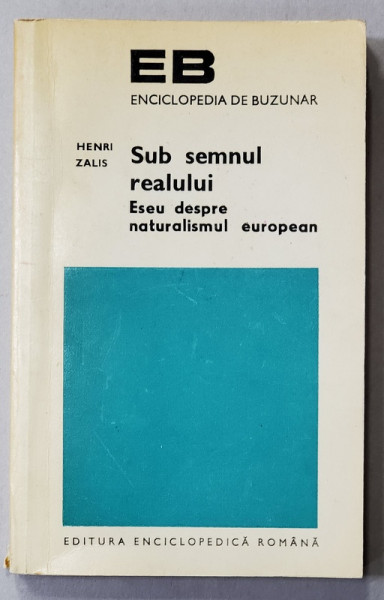 EB
ENCICLOPEDIA DE BUZUNAR
HENRI
ZALIS
Sub semnul
realului
Eseu despre
naturalismul european
EDITURA ENCICLOPEDICĂ ROMÂNĂ